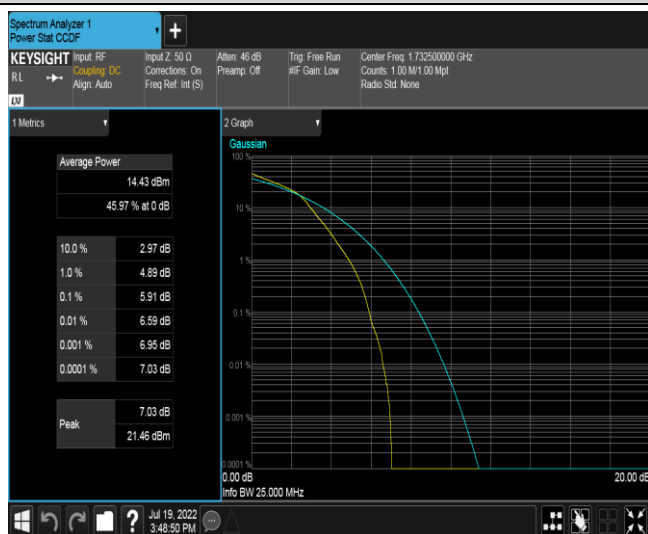 Spectrum Analyzer 1
Power Stat CCDF
+
KEYSIGHT
RL
LXI
Input: RF
Coupling: DC
Align: Auto
Input Z: 50 Ω
Corrections: On
Freq Ref: Int (S)
Atten: 46 dB
Preamp: Off
Trig: Free Run
#IF Gain: Low
Center Freq: 1.732500000 GHz
Counts: 1.00 M/1.00 Mpt
Radio Std: None
1 Metrics
Average Power
14.43 dBm
45.97 % at 0 dB
10.0 % 2.97 dB
1.0 % 4.89 dB
0.1 % 5.91 dB
0.01 % 6.59 dB
0.001 % 6.95 dB
0.0001 % 7.03 dB
Peak
7.03 dB
21.46 dBm
2 Graph
Gaussian
100 %
10 %
1 %
0.1 %
0.01 %
0.001 %
0.0001 %
0.00 dB 20.00 dB
Info BW 25.000 MHz
?
Jul 19, 2022
3:48:50 PM